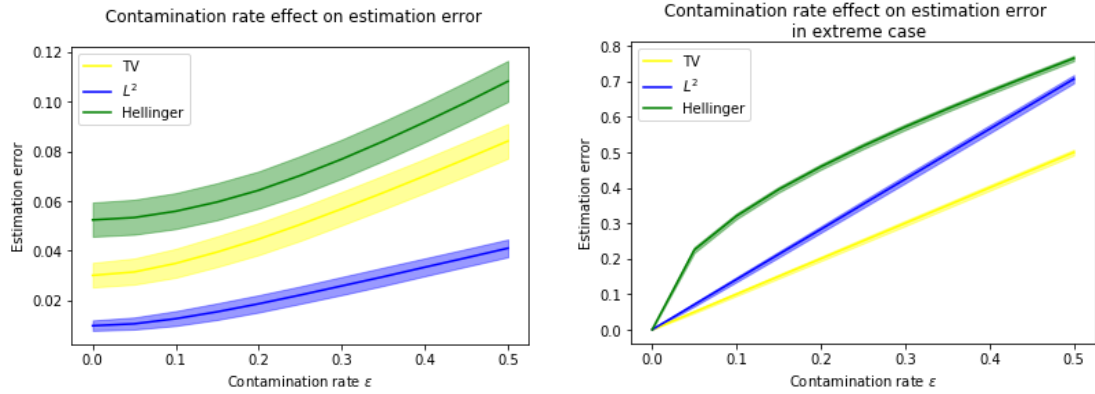 Contamination rate effect on estimation error
0.12
0.10
0.08
0.06
0.04
0.02
Estimation error
TV
L²
Hellinger
0.0 0.1 0.2 0.3 0.4 0.5
Contamination rate ε
Contamination rate effect on estimation error
in extreme case
0.8
0.7
0.6
0.5
0.4
0.3
0.2
0.1
0.0
Estimation error
TV
L²
Hellinger
0.0 0.1 0.2 0.3 0.4 0.5
Contamination rate ε